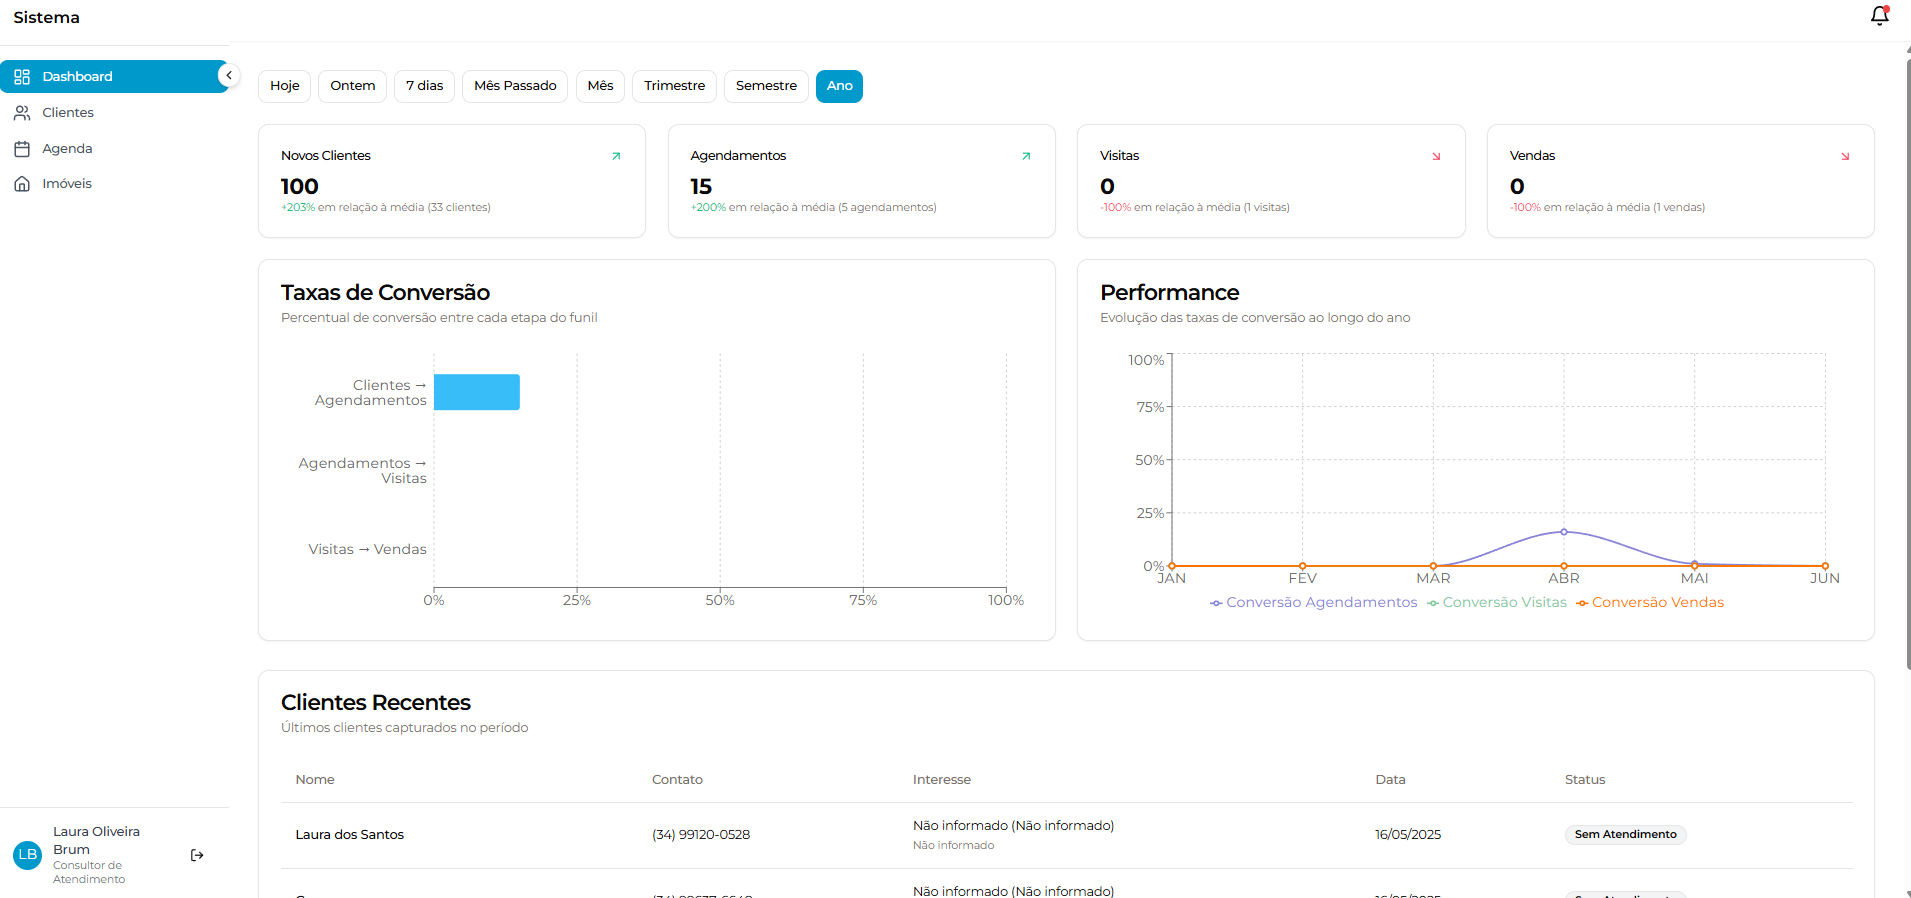 Sistema
Dashboard
Clientes
Agenda
Imóveis
Hoje
Ontem
7 dias
Mês Passado
Mês
Trimestre
Semestre
Ano
Novos Clientes
100
+203% em relação à média (33 clientes)
Agendamentos
15
+200% em relação à média (5 agendamentos)
Visitas
0
-100% em relação à média (1 visitas)
Vendas
0
-100% em relação à média (1 vendas)
Taxas de Conversão
Percentual de conversão entre cada etapa do funil
Clientes →
Agendamentos
Agendamentos →
Visitas
Visitas → Vendas
0%
25%
50%
75%
100%
Performance
Evolução das taxas de conversão ao longo do ano
100%
75%
50%
25%
0%
JAN
FEV
MAR
ABR
MAI
JUN
Conversão Agendamentos
Conversão Visitas
Conversão Vendas
Clientes Recentes
Últimos clientes capturados no período
Nome
Contato
Interesse
Data
Status
Laura dos Santos
(34) 99120-0528
Não informado (Não informado)
Não informado
16/05/2025
Sem Atendimento
Não informado (Não informado)
16/05/2025
Sem Atendimento
LB
Laura Oliveira
Brum
Consultor de
Atendimento